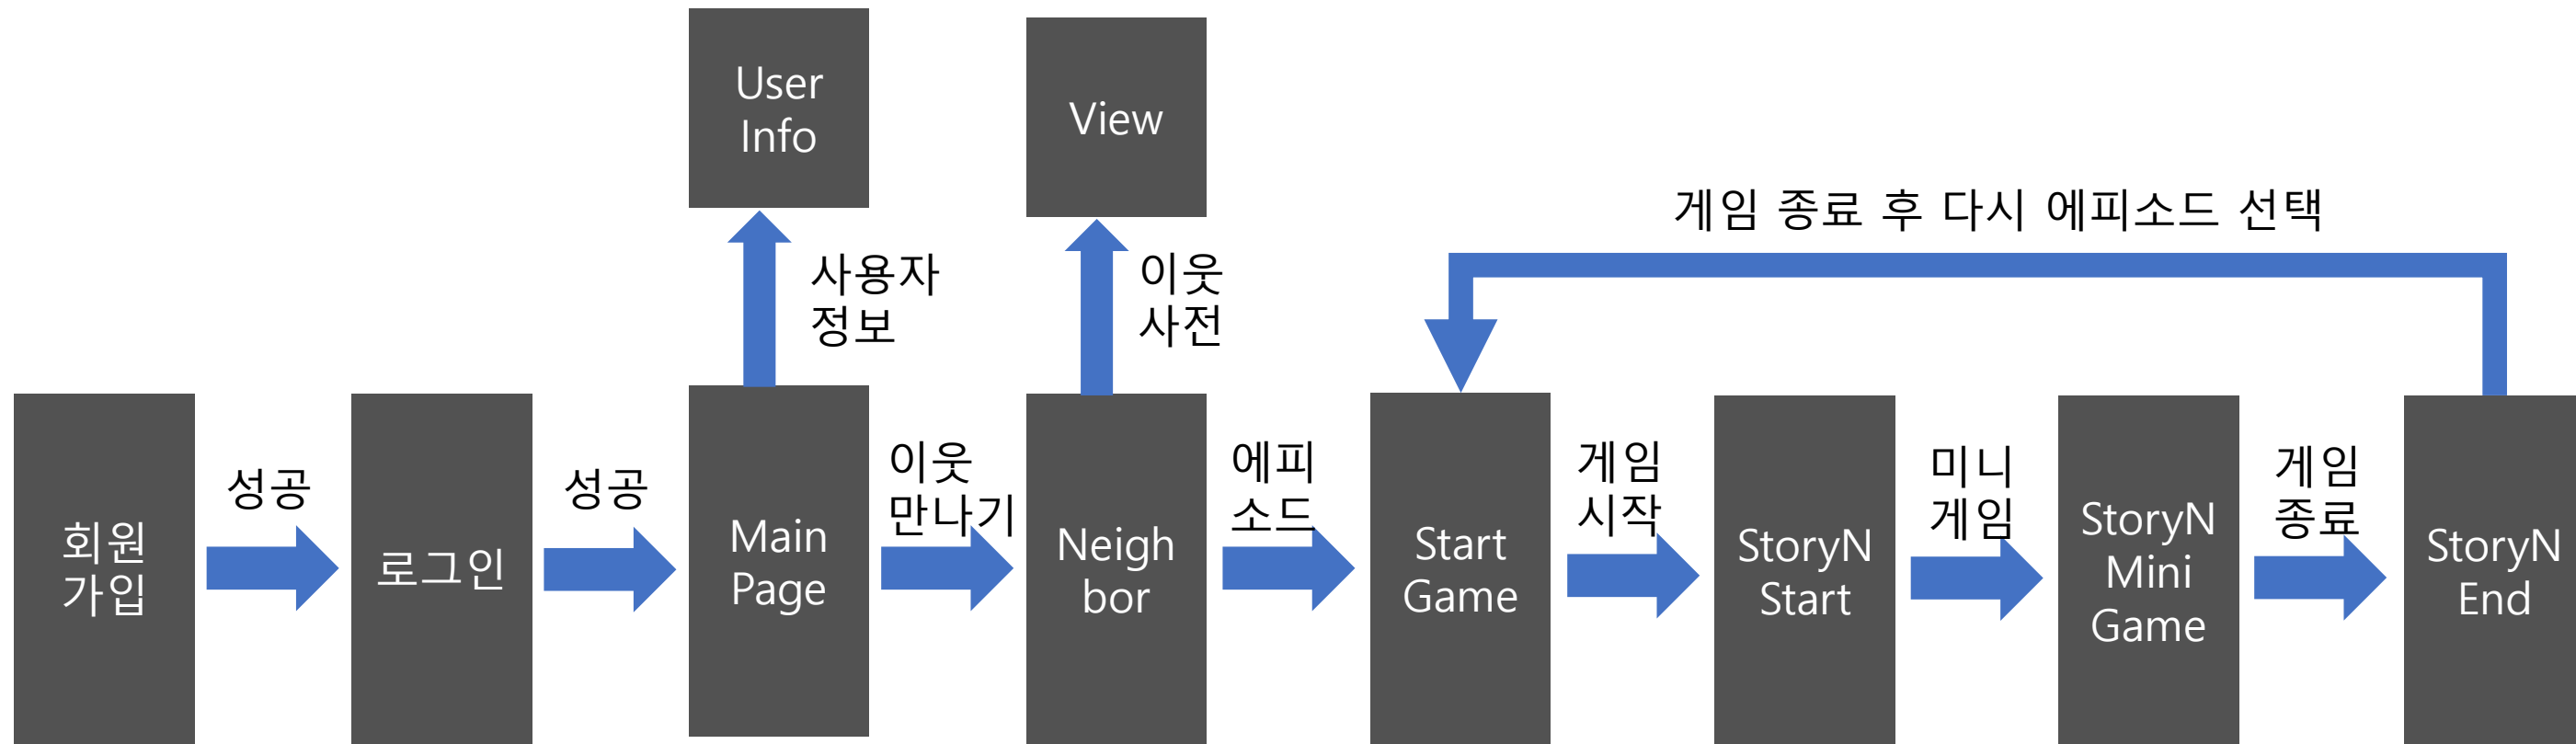 User
Info
View
사용자
정보
이웃
사전
게임 종료 후 다시 에피소드 선택
회원
가입
성공
로그인
성공
Main
Page
이웃
만나기
Neigh
bor
에피
소드
Start
Game
게임
시작
StoryN
Start
미니
게임
StoryN
Mini
Game
게임
종료
StoryN
End